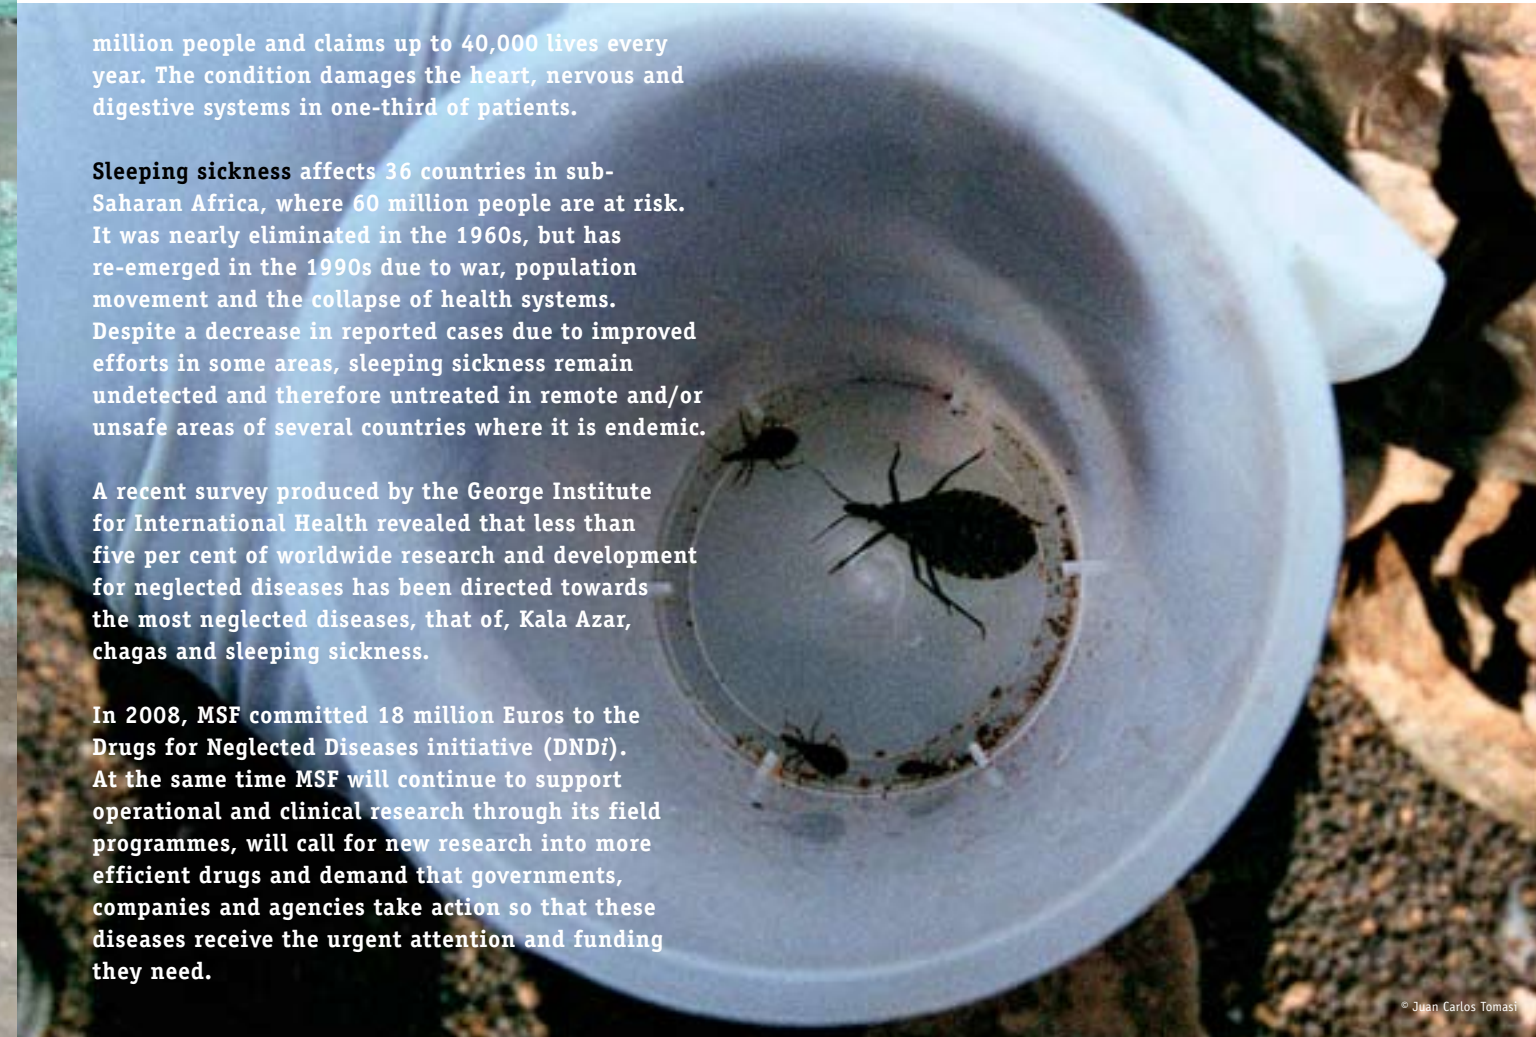 million people and claims up to 40,000 lives every
year. The condition damages the heart, nervous and
digestive systems in one-third of patients.
Sleeping sickness affects 36 countries in sub-
Saharan Africa, where 60 million people are at risk.
It was nearly eliminated in the 1960s, but has
re-emerged in the 1990s due to war, population
movement and the collapse of health systems.
Despite a decrease in reported cases due to improved
efforts in some areas, sleeping sickness remain
undetected and therefore untreated in remote and/or
unsafe areas of several countries where it is endemic.
A recent survey produced by the George Institute
for International Health revealed that less than
five per cent of worldwide research and development
for neglected diseases has been directed towards
the most neglected diseases, that of, Kala Azar,
chagas and sleeping sickness.
In 2008, MSF committed 18 million Euros to the
Drugs for Neglected Diseases initiative (DNDi).
At the same time MSF will continue to support
operational and clinical research through its field
programmes, will call for new research into more
efficient drugs and demand that governments,
companies and agencies take action so that these
diseases receive the urgent attention and funding
they need.
© Juan Carlos Tomasi